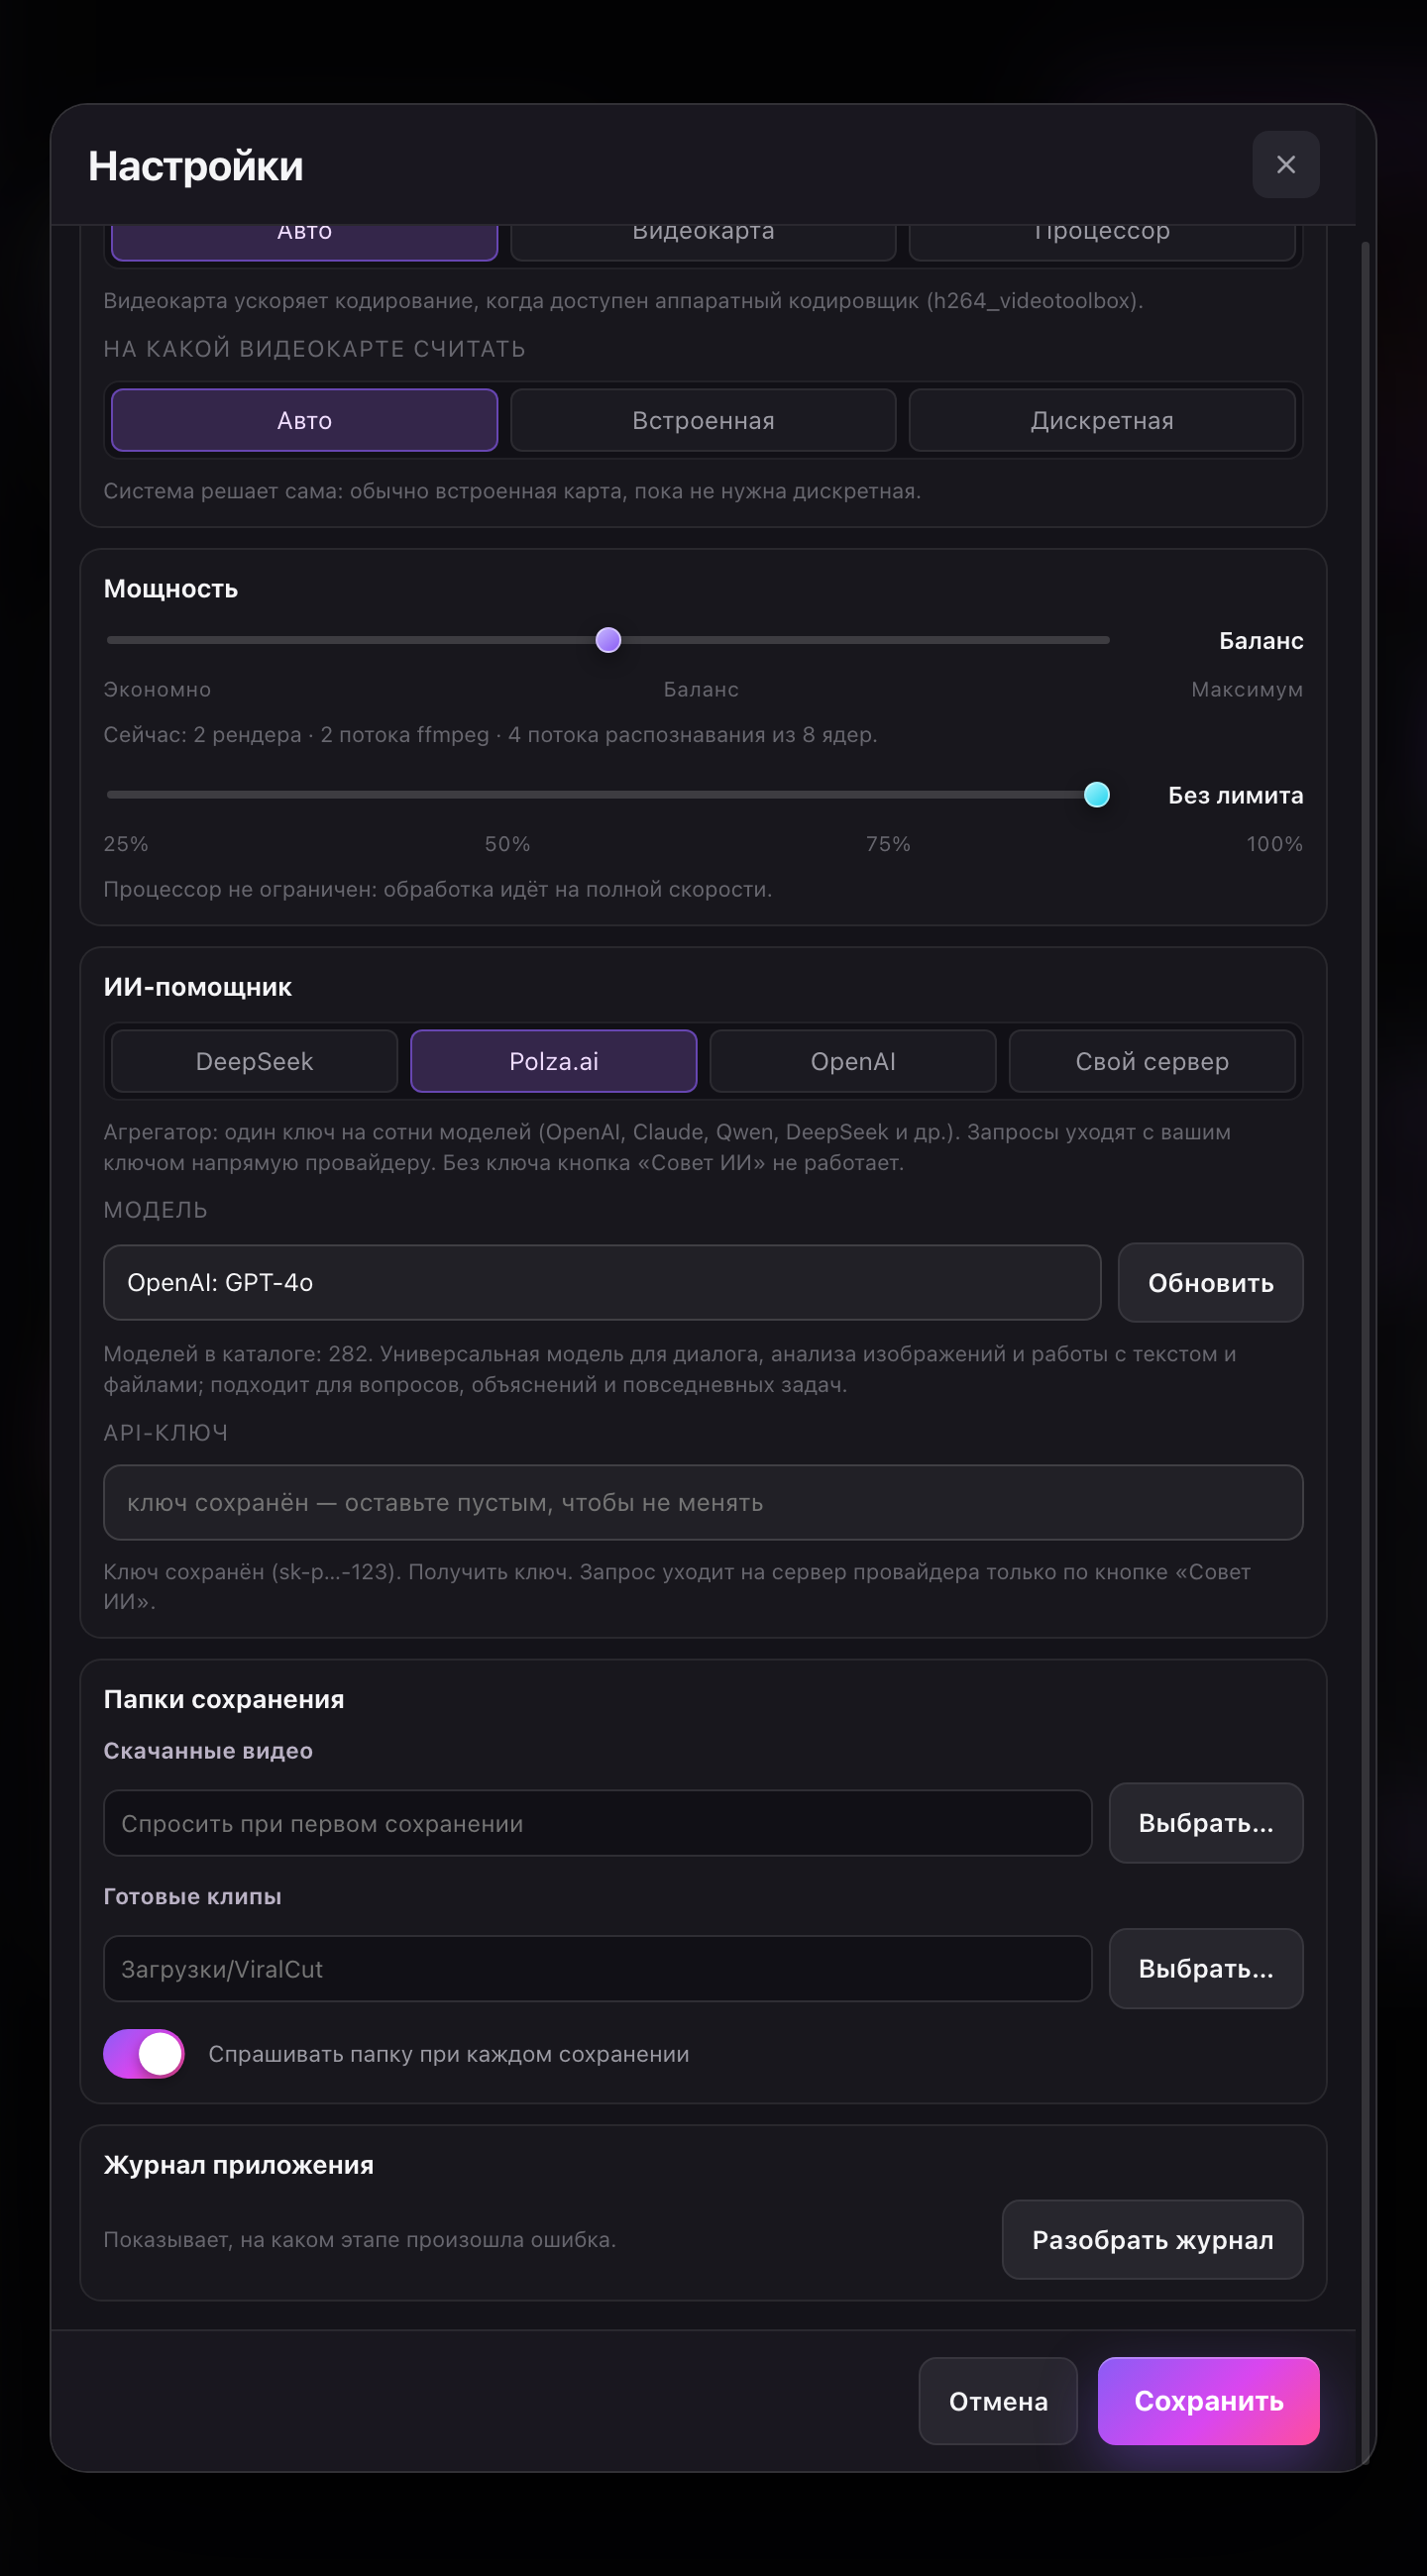 Настройки
Авто Видеокарта Процессор
Видеокарта ускоряет кодирование, когда доступен аппаратный кодировщик (h264_videotoolbox).
НА КАКОЙ ВИДЕОКАРТЕ СЧИТАТЬ
Авто Встроенная Дискретная
Система решает сама: обычно встроенная карта, пока не нужна дискретная.
Мощность
Баланс
Экономно Баланс Максимум
Сейчас: 2 рендера · 2 потока ffmpeg · 4 потока распознавания из 8 ядер.
Без лимита
25% 50% 75% 100%
Процессор не ограничен: обработка идёт на полной скорости.
ИИ-помощник
DeepSeek Polza.ai OpenAI Свой сервер
Агрегатор: один ключ на сотни моделей (OpenAI, Claude, Qwen, DeepSeek и др.). Запросы уходят с вашим
ключом напрямую провайдеру. Без ключа кнопка «Совет ИИ» не работает.
МОДЕЛЬ
OpenAI: GPT-4o Обновить
Моделей в каталоге: 282. Универсальная модель для диалога, анализа изображений и работы с текстом и
файлами; подходит для вопросов, объяснений и повседневных задач.
API-КЛЮЧ
ключ сохранён — оставьте пустым, чтобы не менять
Ключ сохранён (sk-p…-123). Получить ключ. Запрос уходит на сервер провайдера только по кнопке «Совет
ИИ».
Папки сохранения
Скачанные видео
Спросить при первом сохранении Выбрать...
Готовые клипы
Загрузки/ViralCut Выбрать...
Спрашивать папку при каждом сохранении
Журнал приложения
Показывает, на каком этапе произошла ошибка. Разобрать журнал
Отмена Сохранить